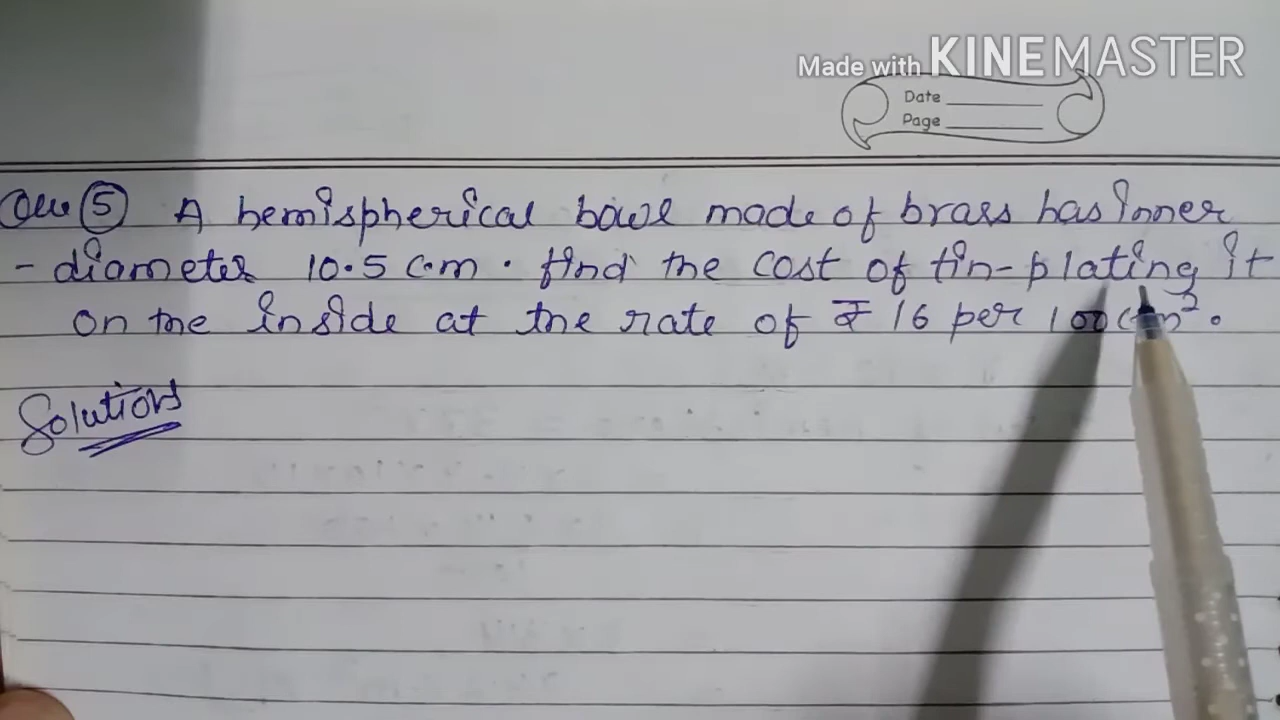 Made with KINEMASTER
Date
Page
Que 5 A hemispherical bowl made of brass has inner
- diameter 10.5 cm. find the cost of tin-plating it
on the inside at the rate of ₹ 16 per 100 cm².
Solution